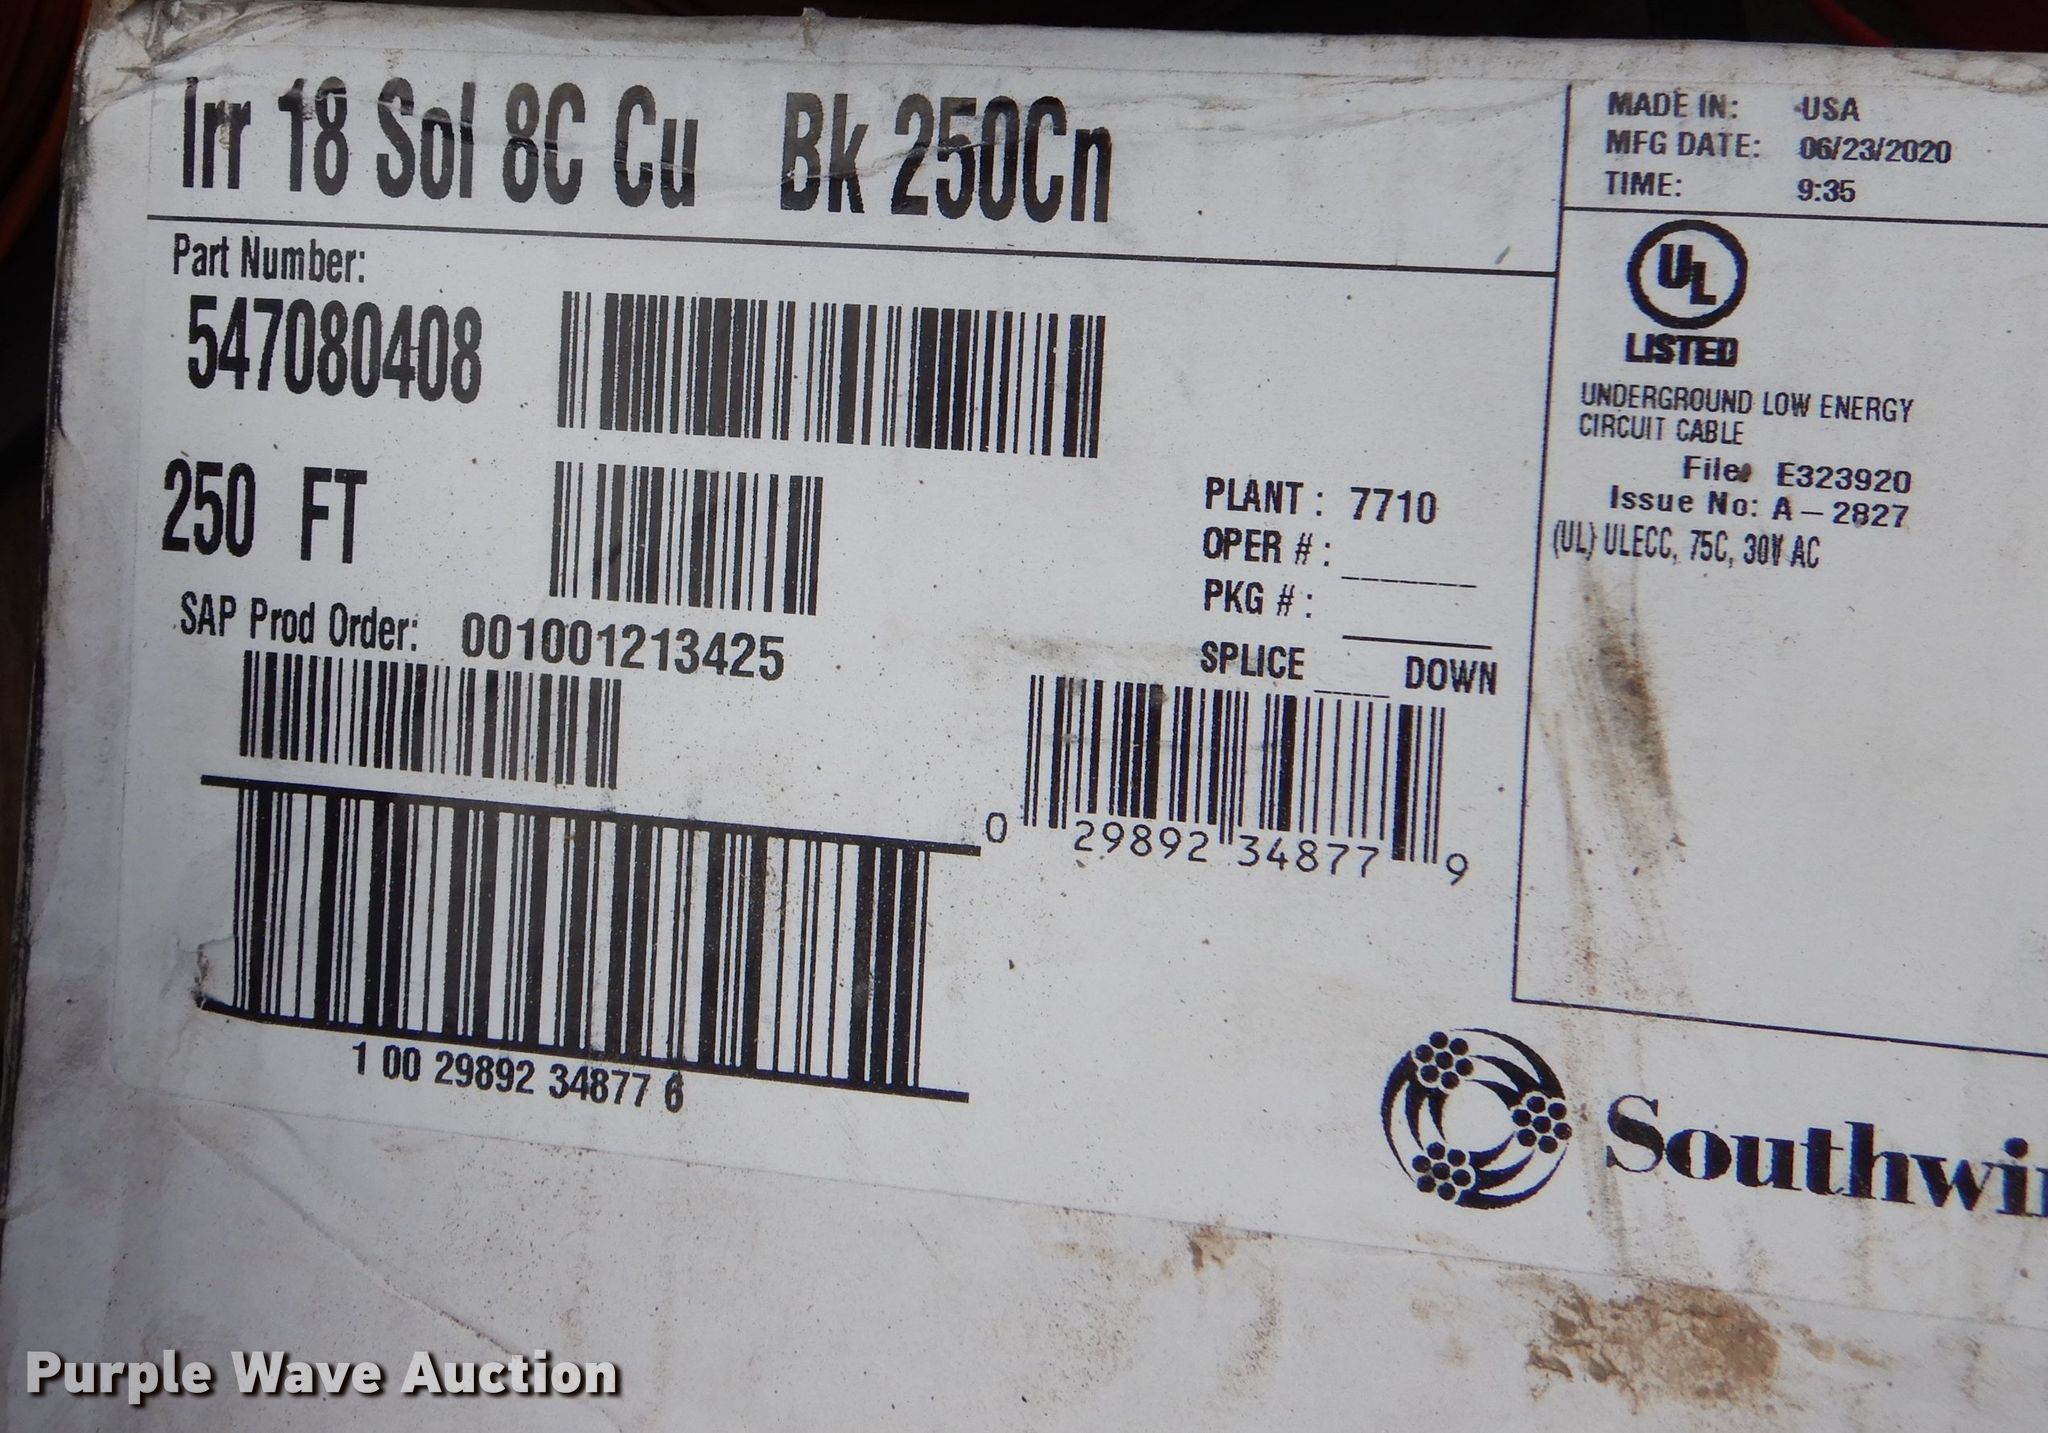 Irr 18 Sol 8C Cu Bk 250Cn
MADE IN: USA
MFG DATE: 06/23/2020
TIME: 9:35
Part Number:
547080408
250 FT
SAP Prod Order: 001001213425
PLANT : 7710
OPER # : ________
PKG # : ________
SPLICE ____ DOWN
0 29892 34877 9
1 00 29892 34877 6
UL
LISTED
UNDERGROUND LOW ENERGY
CIRCUIT CABLE
File: E323920
Issue No: A-2827
(UL) ULECC, 75C, 30V AC
Southwi
Purple Wave Auction